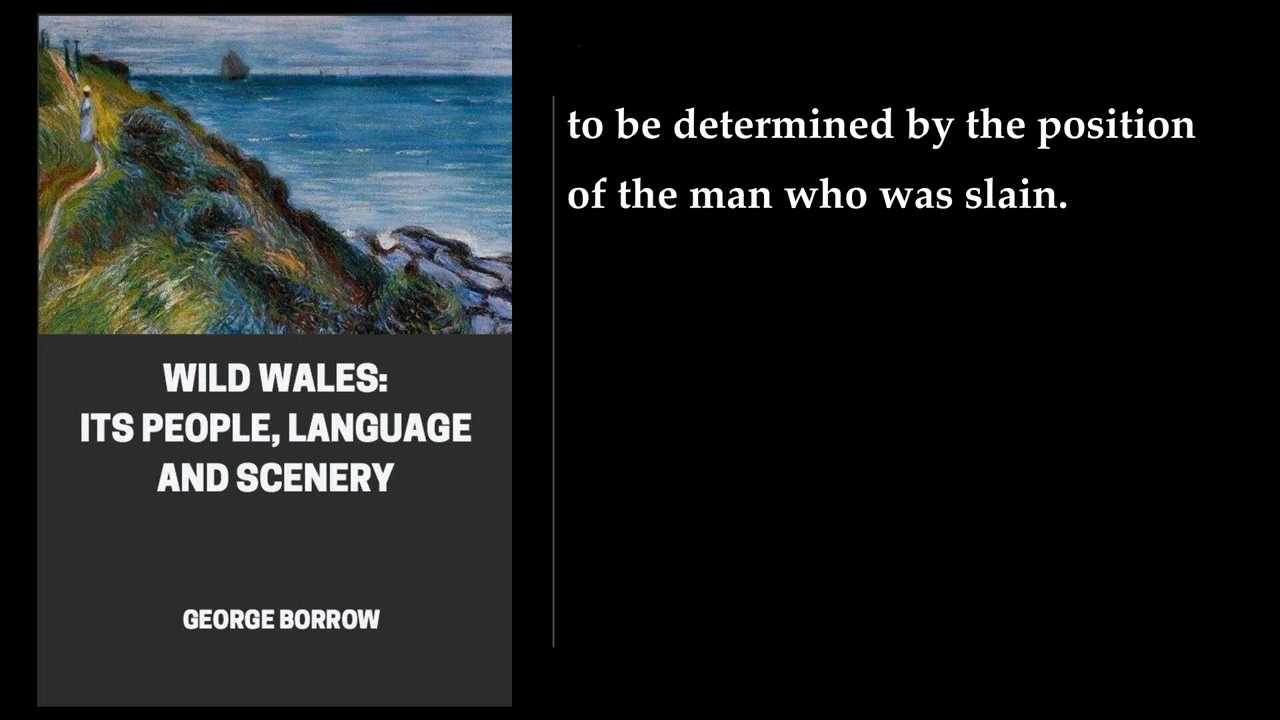 to be determined by the position
of the man who was slain.
WILD WALES:
ITS PEOPLE, LANGUAGE
AND SCENERY
GEORGE BORROW